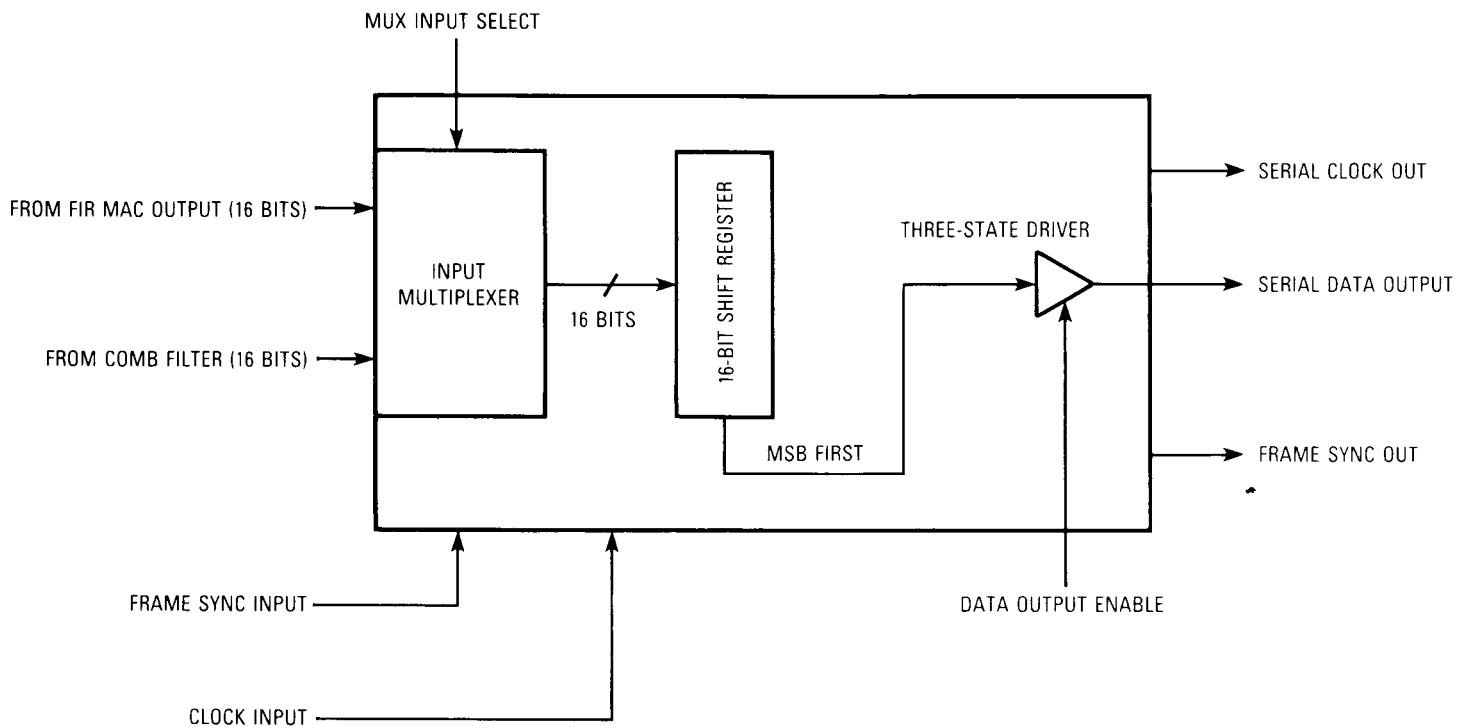 MUX INPUT SELECT
FROM FIR MAC OUTPUT (16 BITS)
FROM COMB FILTER (16 BITS)
INPUT
MULTIPLEXER
16 BITS
16-BIT SHIFT REGISTER
MSB FIRST
THREE-STATE DRIVER
SERIAL CLOCK OUT
SERIAL DATA OUTPUT
FRAME SYNC OUT
FRAME SYNC INPUT
DATA OUTPUT ENABLE
CLOCK INPUT